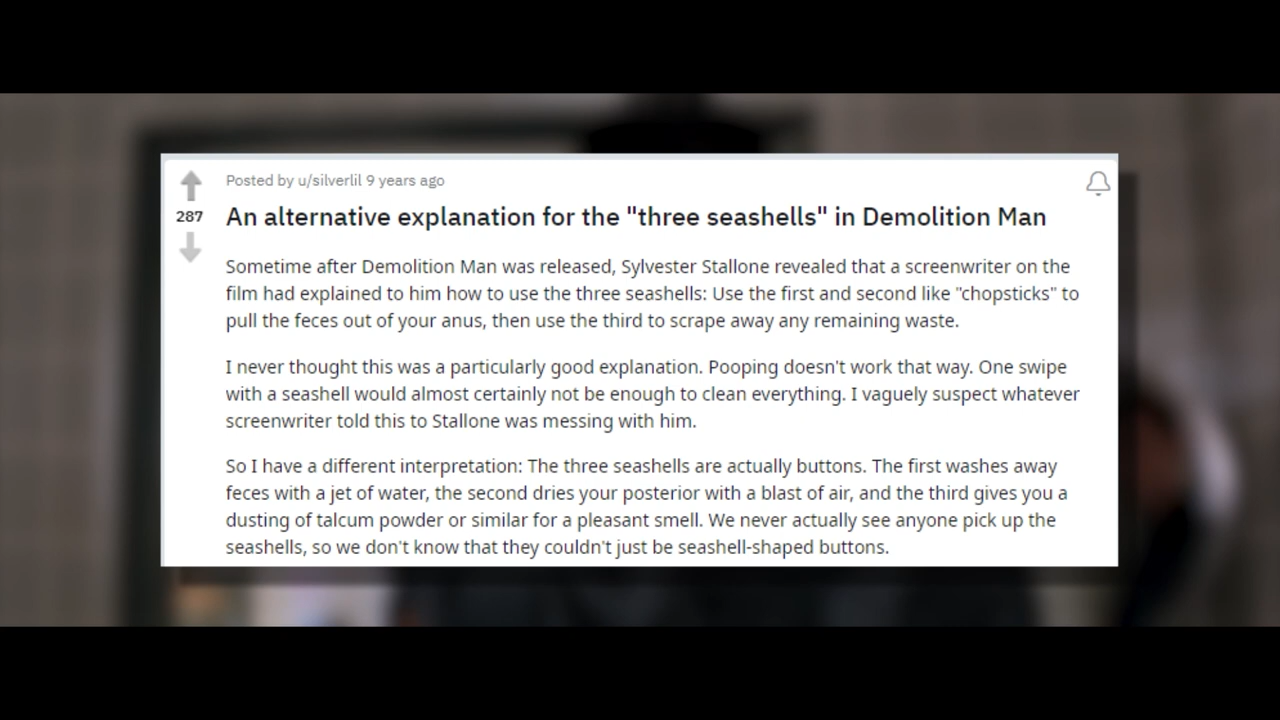 Posted by u/silverlil 9 years ago
287
An alternative explanation for the "three seashells" in Demolition Man
Sometime after Demolition Man was released, Sylvester Stallone revealed that a screenwriter on the
film had explained to him how to use the three seashells: Use the first and second like "chopsticks" to
pull the feces out of your anus, then use the third to scrape away any remaining waste.
I never thought this was a particularly good explanation. Pooping doesn't work that way. One swipe
with a seashell would almost certainly not be enough to clean everything. I vaguely suspect whatever
screenwriter told this to Stallone was messing with him.
So I have a different interpretation: The three seashells are actually buttons. The first washes away
feces with a jet of water, the second dries your posterior with a blast of air, and the third gives you a
dusting of talcum powder or similar for a pleasant smell. We never actually see anyone pick up the
seashells, so we don't know that they couldn't just be seashell-shaped buttons.